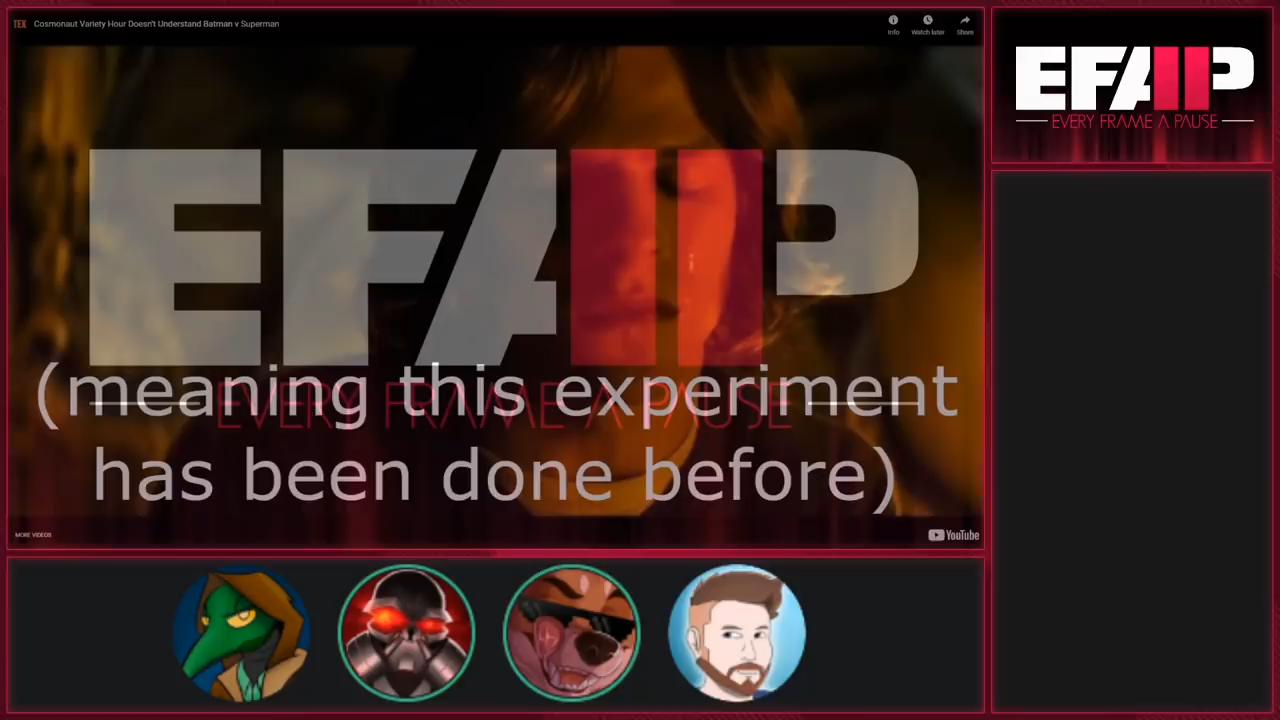 TEX Cosmonaut Variety Hour Doesn't Understand Batman v Superman
Info
Watch later
Share
EFAP
EVERY FRAME A PAUSE
EFAP
EVERY FRAME A PAUSE
(meaning this experiment
has been done before)
MORE VIDEOS
YouTube